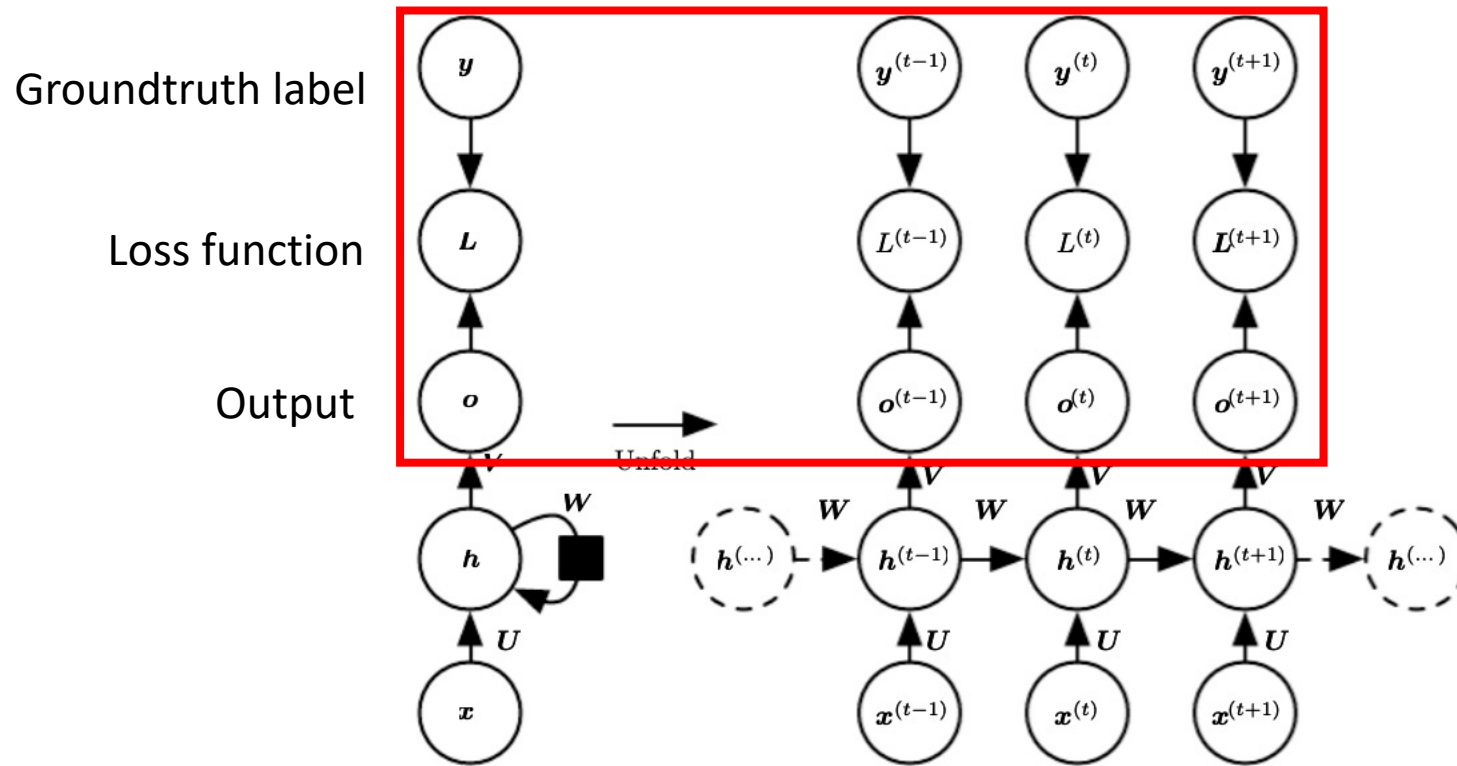 Groundtruth label
y
y^(t−1)
y^(t)
y^(t+1)
Loss function
L
L^(t−1)
L^(t)
L^(t+1)
Output
o
o^(t−1)
o^(t)
o^(t+1)
Unfold
V
V
V
V
W
W
W
W
W
h
h^(...)
h^(t−1)
h^(t)
h^(t+1)
h^(...)
U
U
U
U
x
x^(t−1)
x^(t)
x^(t+1)